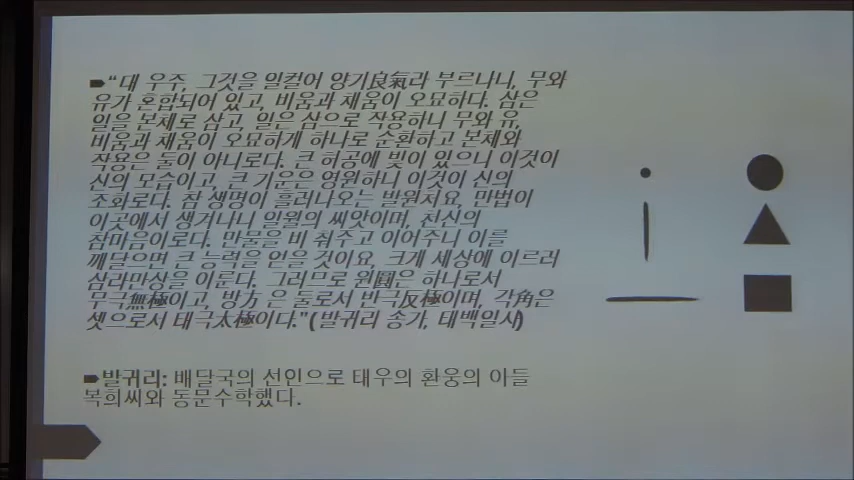 "대 우주, 그것을 일컬어 양기良氣라 부르나니, 무와
유가 혼합되어 있고, 비움과 채움이 오묘하다. 삼은
일을 본체로 삼고, 일은 삼으로 작용하니 무와 유,
비움과 채움이 오묘하게 하나로 순환하고 본체와
작용은 둘이 아니로다. 큰 허공에 빛이 있으니 이것이
신의 모습이고, 큰 기운은 영원하니 이것이 신의
조화로다. 참 생명이 흘러나오는 발원처요, 만법이
이곳에서 생겨나니 일월의 씨앗이며, 천신의
참마음이로다. 만물을 비 춰주고 이어주니 이를
깨달으면 큰 능력을 얻을 것이요, 크게 세상에 이르러
삼라만상을 이룬다. 그러므로 원圓은 하나로서
무극無極이고, 방方 은 둘로서 반극反極이며, 각角은
셋으로서 태극太極이다."(발귀리 송가, 태백일사)
발귀리: 배달국의 선인으로 태우의 환웅의 아들
복희씨와 동문수학했다.